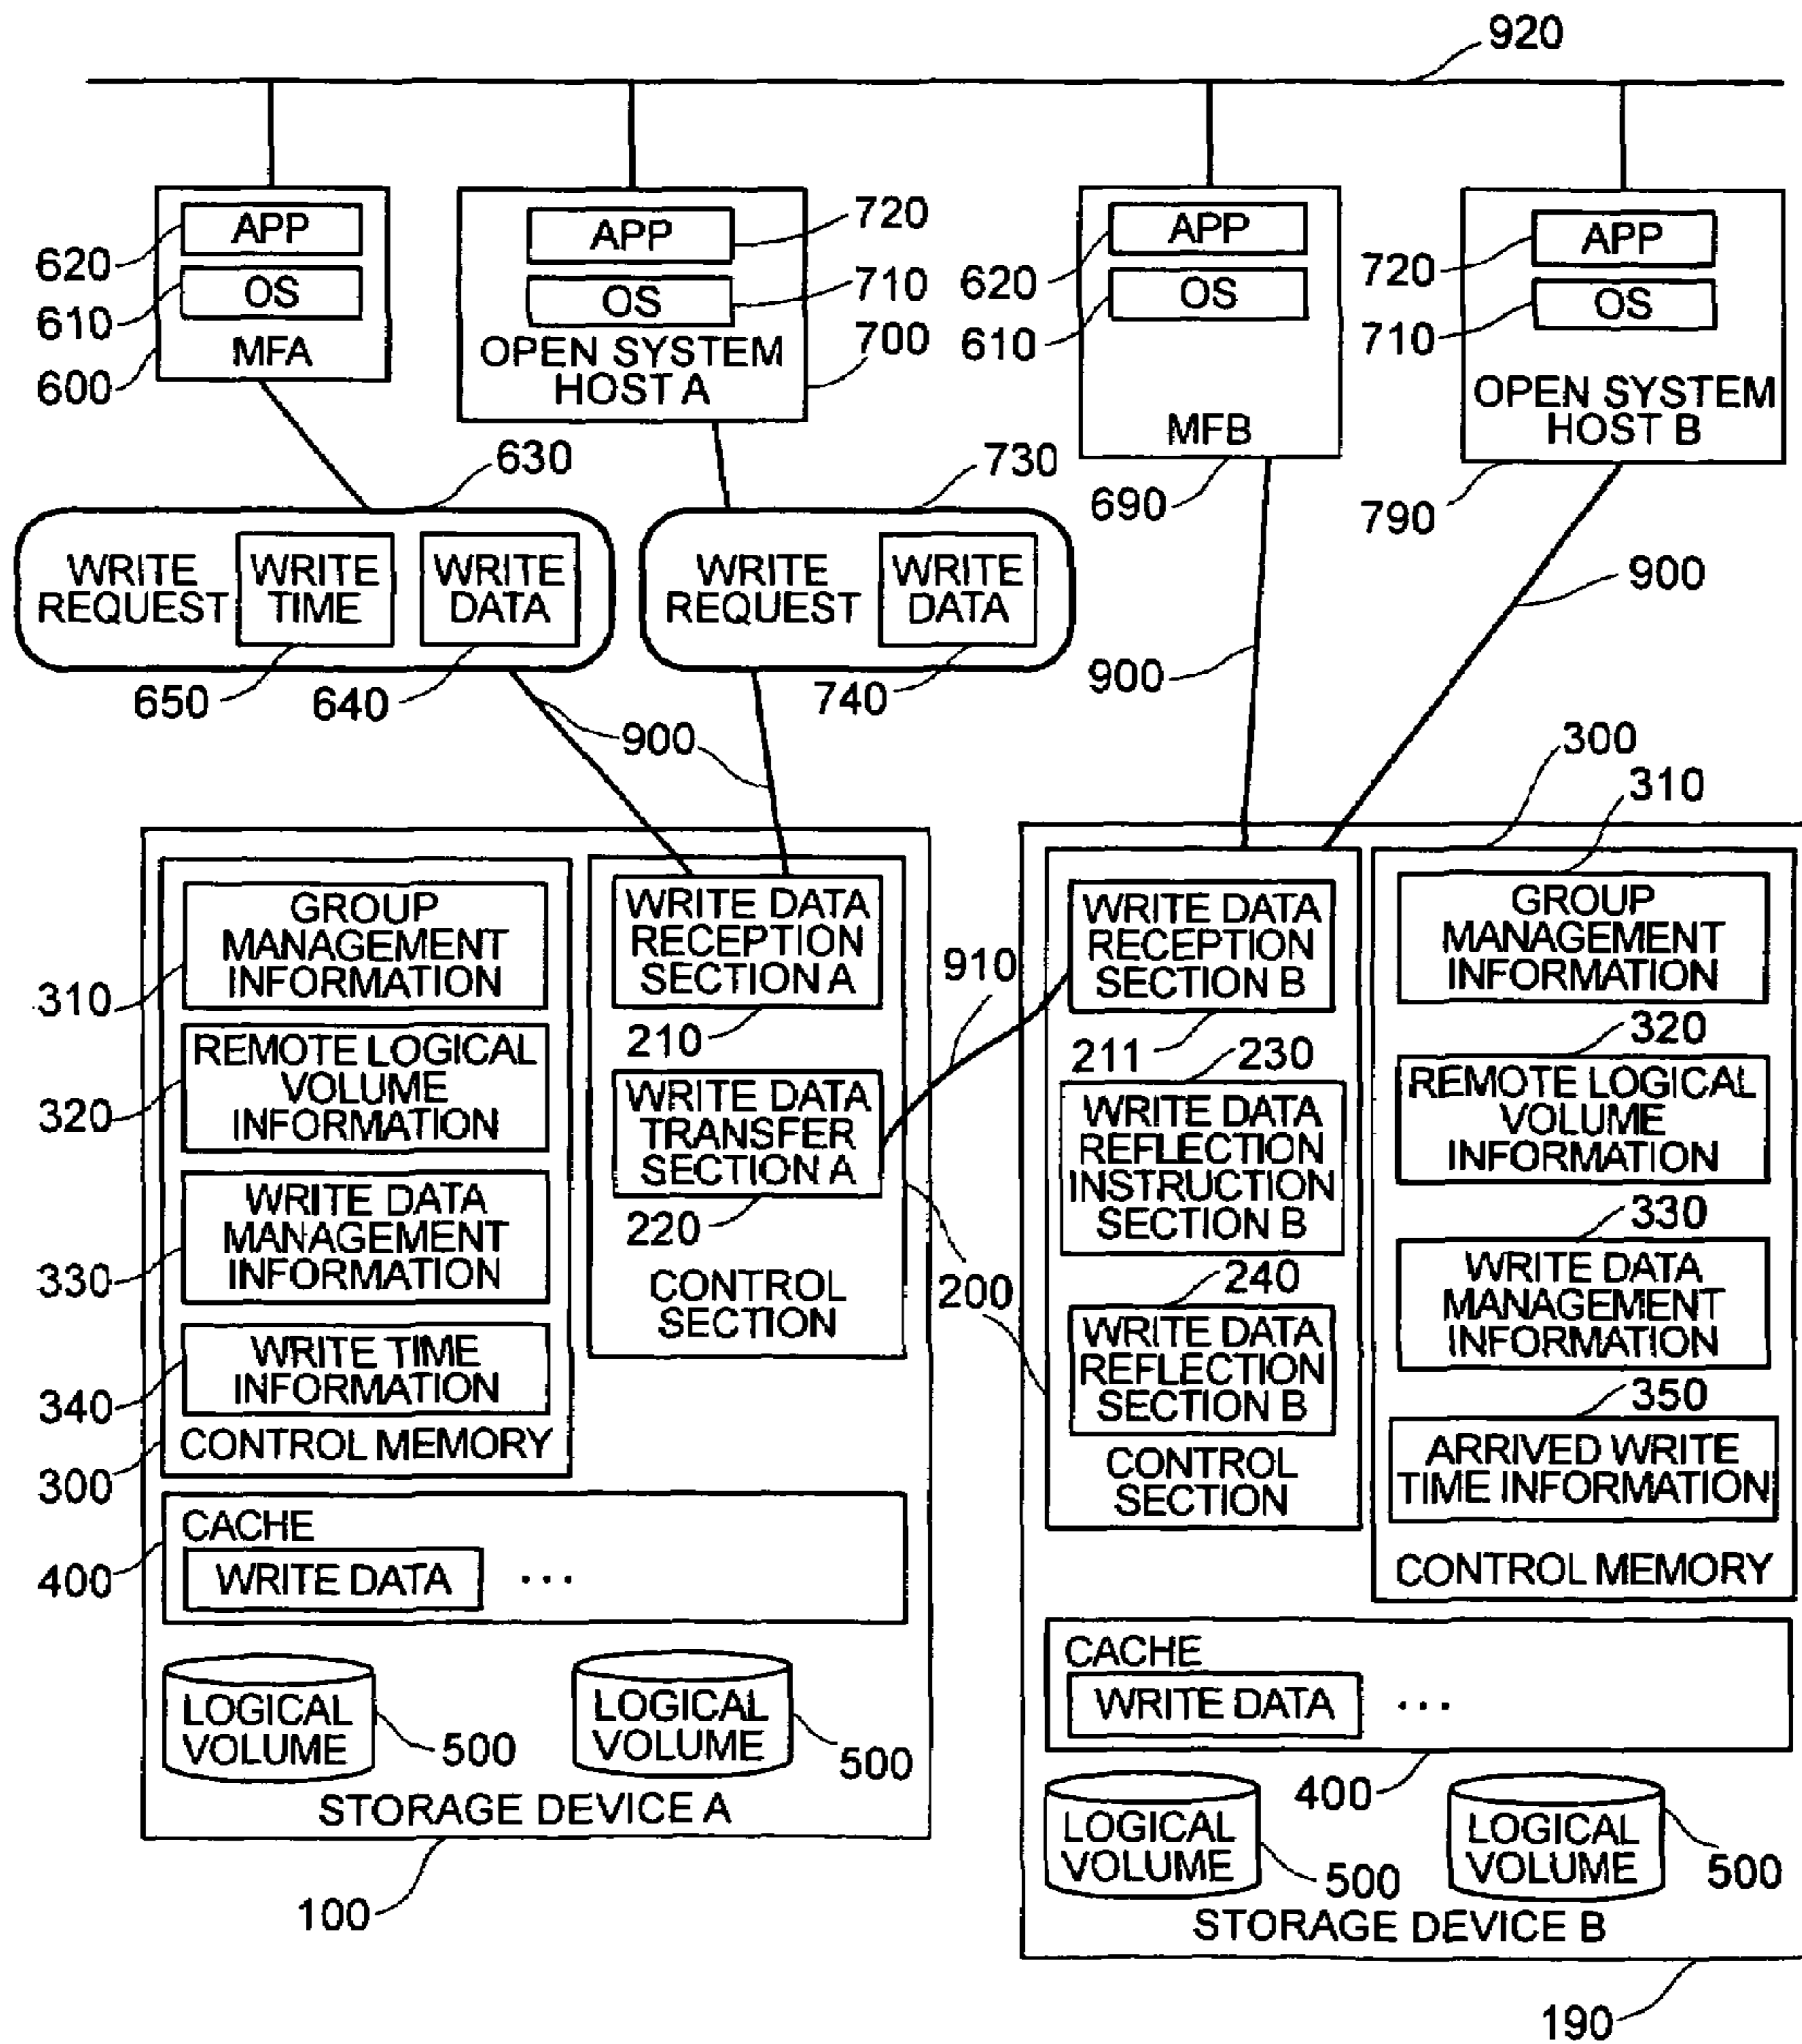 920
APP
OS
MFA
620
610
600
APP
OS
OPEN SYSTEM
HOST A
720
710
700
APP
OS
MFB
620
610
690
APP
OS
OPEN SYSTEM
HOST B
720
710
790
630
WRITE
REQUEST
WRITE
TIME
WRITE
DATA
650
640
730
WRITE
REQUEST
WRITE
DATA
740
900
900
900
GROUP
MANAGEMENT
INFORMATION
310
REMOTE LOGICAL
VOLUME
INFORMATION
320
WRITE DATA
MANAGEMENT
INFORMATION
330
WRITE TIME
INFORMATION
340
CONTROL MEMORY
300
WRITE DATA
RECEPTION
SECTION A
210
WRITE DATA
TRANSFER
SECTION A
220
CONTROL
SECTION
200
910
CACHE
WRITE DATA ...
400
LOGICAL
VOLUME
500
LOGICAL
VOLUME
500
STORAGE DEVICE A
100
WRITE DATA
RECEPTION
SECTION B
211
230
WRITE DATA
REFLECTION
INSTRUCTION
SECTION B
240
WRITE DATA
REFLECTION
SECTION B
CONTROL
SECTION
300
310
GROUP
MANAGEMENT
INFORMATION
320
REMOTE LOGICAL
VOLUME
INFORMATION
330
WRITE DATA
MANAGEMENT
INFORMATION
350
ARRIVED WRITE
TIME INFORMATION
CONTROL MEMORY
CACHE
WRITE DATA ...
400
LOGICAL
VOLUME
500
LOGICAL
VOLUME
500
STORAGE DEVICE B
190